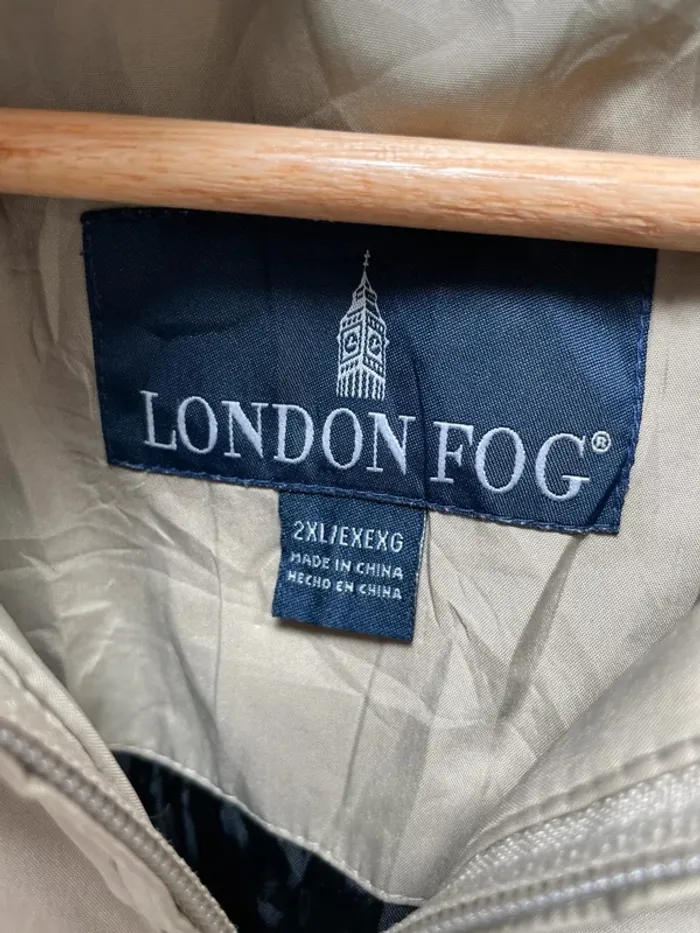 LONDON FOG®
2XL/EXEXG
MADE IN CHINA
HECHO EN CHINA